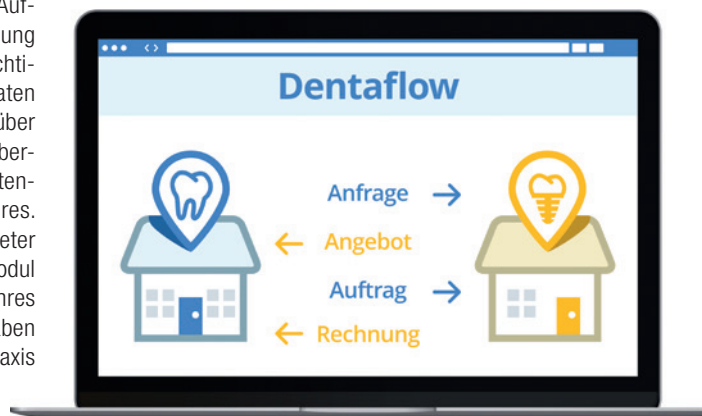 Auf-
ung
chti-
aten
über
ber-
ten-
res.
eter
odul
hres
ben
axis
Dentaflow
Anfrage →
← Angebot
Auftrag →
← Rechnung